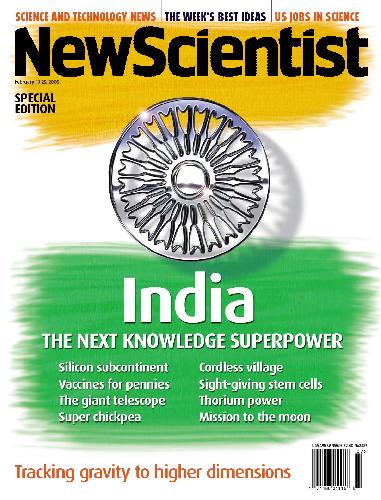 SCIENCE AND TECHNOLOGY NEWS THE WEEK'S BEST IDEAS US JOBS IN SCIENCE
NewScientist
SPECIAL
EDITION
India
THE NEXT KNOWLEDGE SUPERPOWER
Silicon subcontinent
Vaccines for pennies
The giant telescope
Super chickpea
Cordless village
Sight-giving stem cells
Thorium power
Mission to the moon
Tracking gravity to higher dimensions